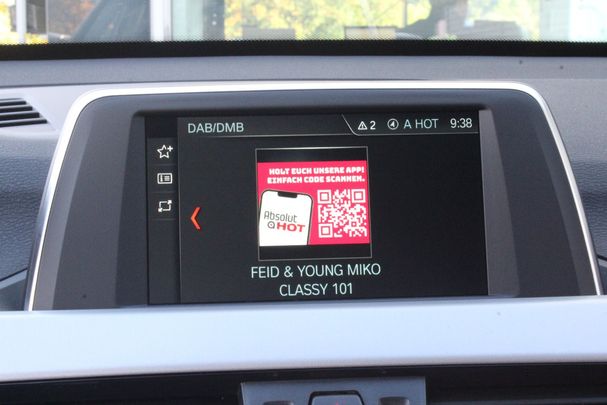 DAB/DMB
2
A HOT
9:38
HOLT EUCH UNSERE APP!
EINFACH CODE SCANNEN.
Absolut
HOT
FEID & YOUNG MIKO
CLASSY 101